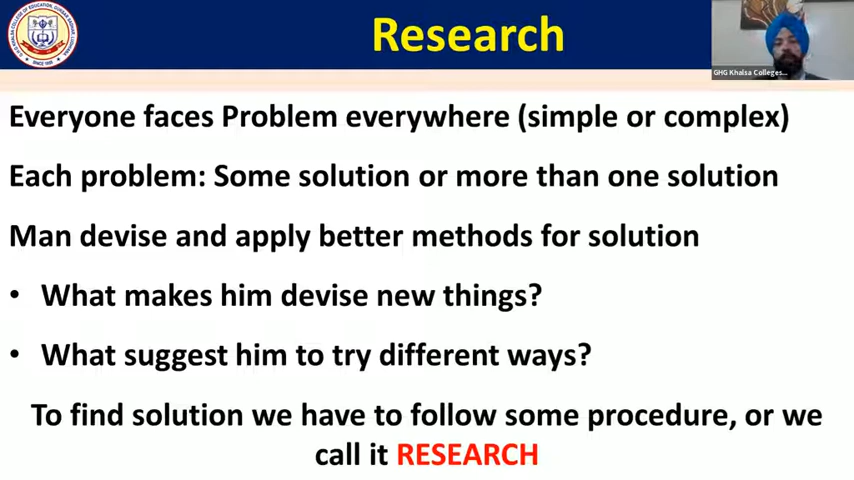 Research
GHG Khalsa Colleges...
Everyone faces Problem everywhere (simple or complex)
Each problem: Some solution or more than one solution
Man devise and apply better methods for solution
• What makes him devise new things?
• What suggest him to try different ways?
To find solution we have to follow some procedure, or we
call it RESEARCH